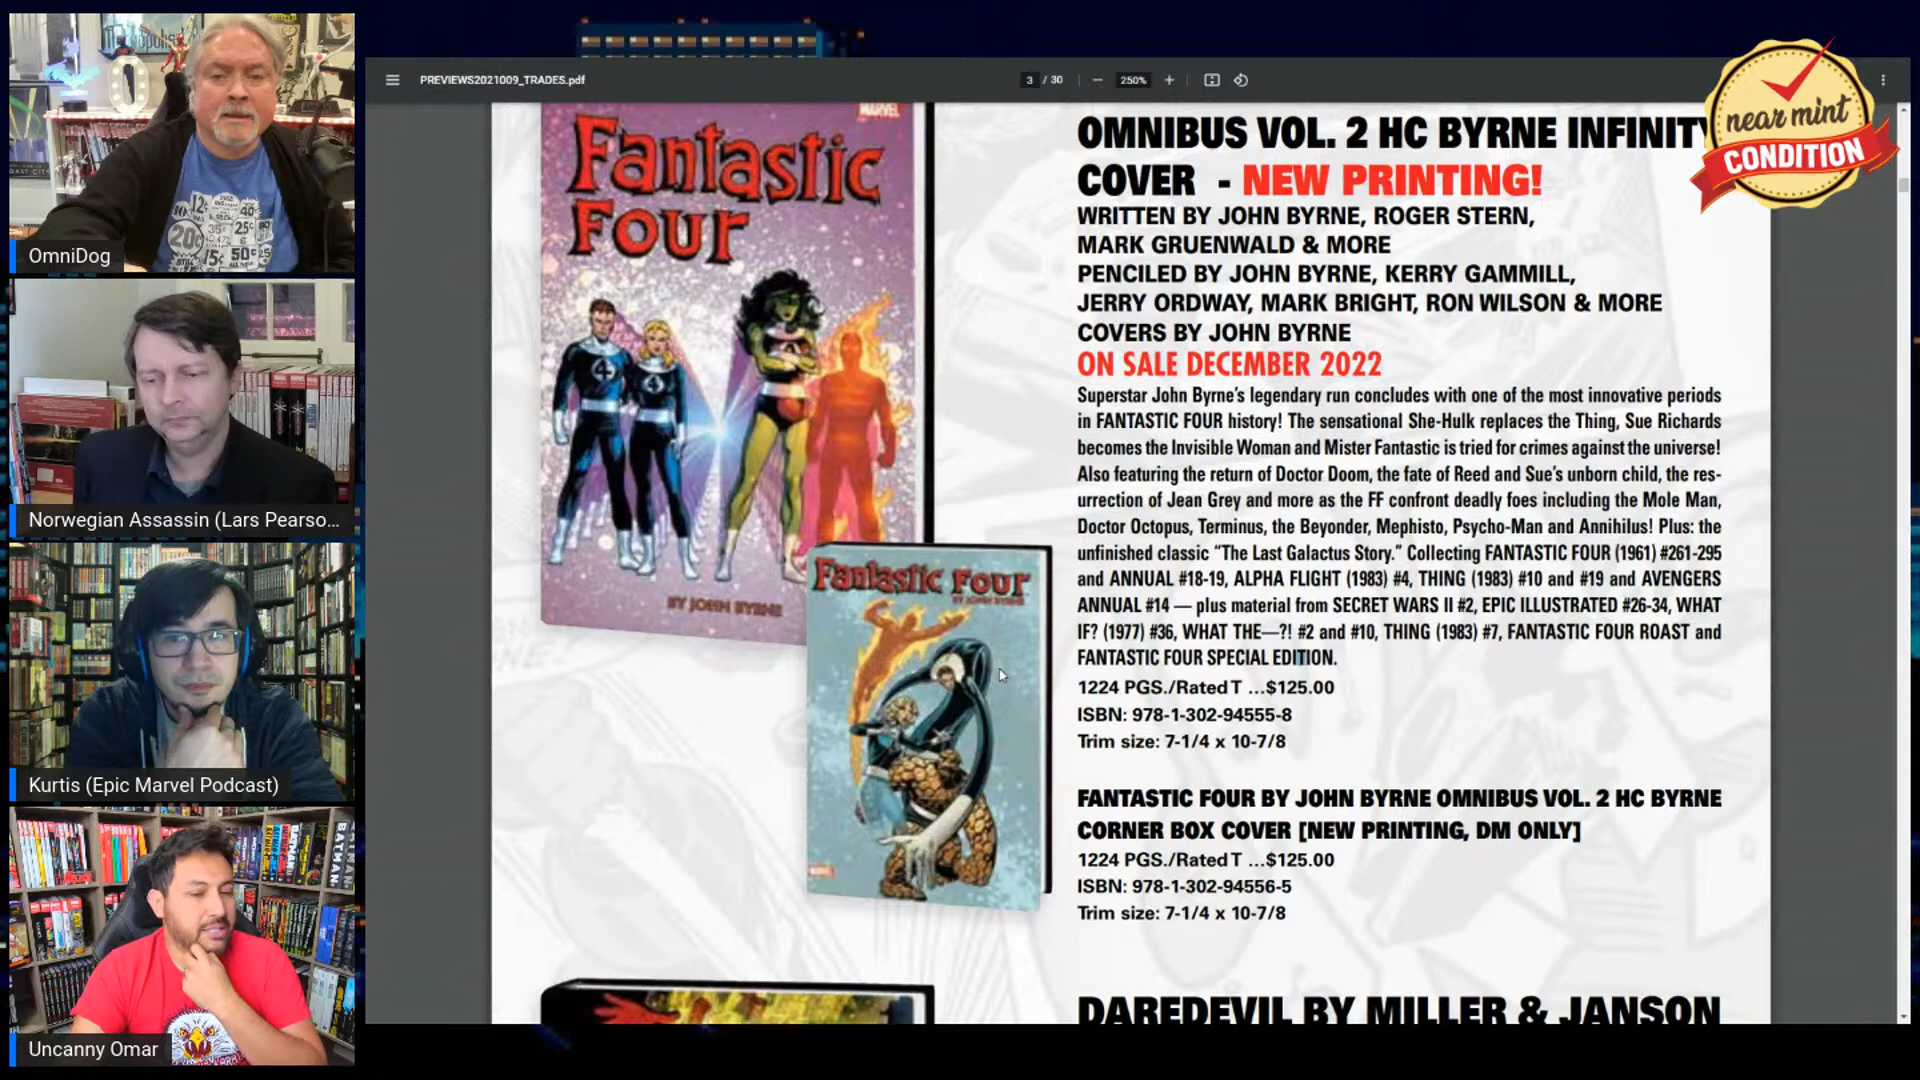 OmniDog
Norwegian Assassin (Lars Pearso...
Kurtis (Epic Marvel Podcast)
BATMAN
Uncanny Omar
PREVIEWS2021009_TRADES.pdf
3 / 30
250%
near mint
CONDITION
MARVEL
Fantastic
Four
BY JOHN BYRNE
Fantastic Four
BY JOHN BYRNE
OMNIBUS VOL. 2 HC BYRNE INFINITY
COVER - NEW PRINTING!
WRITTEN BY JOHN BYRNE, ROGER STERN,
MARK GRUENWALD & MORE
PENCILED BY JOHN BYRNE, KERRY GAMMILL,
JERRY ORDWAY, MARK BRIGHT, RON WILSON & MORE
COVERS BY JOHN BYRNE
ON SALE DECEMBER 2022
Superstar John Byrne's legendary run concludes with one of the most innovative periods
in FANTASTIC FOUR history! The sensational She-Hulk replaces the Thing, Sue Richards
becomes the Invisible Woman and Mister Fantastic is tried for crimes against the universe!
Also featuring the return of Doctor Doom, the fate of Reed and Sue's unborn child, the res-
urrection of Jean Grey and more as the FF confront deadly foes including the Mole Man,
Doctor Octopus, Terminus, the Beyonder, Mephisto, Psycho-Man and Annihilus! Plus: the
unfinished classic "The Last Galactus Story." Collecting FANTASTIC FOUR (1961) #261-295
and ANNUAL #18-19, ALPHA FLIGHT (1983) #4, THING (1983) #10 and #19 and AVENGERS
ANNUAL #14 — plus material from SECRET WARS II #2, EPIC ILLUSTRATED #26-34, WHAT
IF? (1977) #36, WHAT THE—?! #2 and #10, THING (1983) #7, FANTASTIC FOUR ROAST and
FANTASTIC FOUR SPECIAL EDITION.
1224 PGS./Rated T ...$125.00
ISBN: 978-1-302-94555-8
Trim size: 7-1/4 x 10-7/8
FANTASTIC FOUR BY JOHN BYRNE OMNIBUS VOL. 2 HC BYRNE
CORNER BOX COVER [NEW PRINTING, DM ONLY]
1224 PGS./Rated T ...$125.00
ISBN: 978-1-302-94556-5
Trim size: 7-1/4 x 10-7/8
DAREDEVIL BY MILLER & JANSON